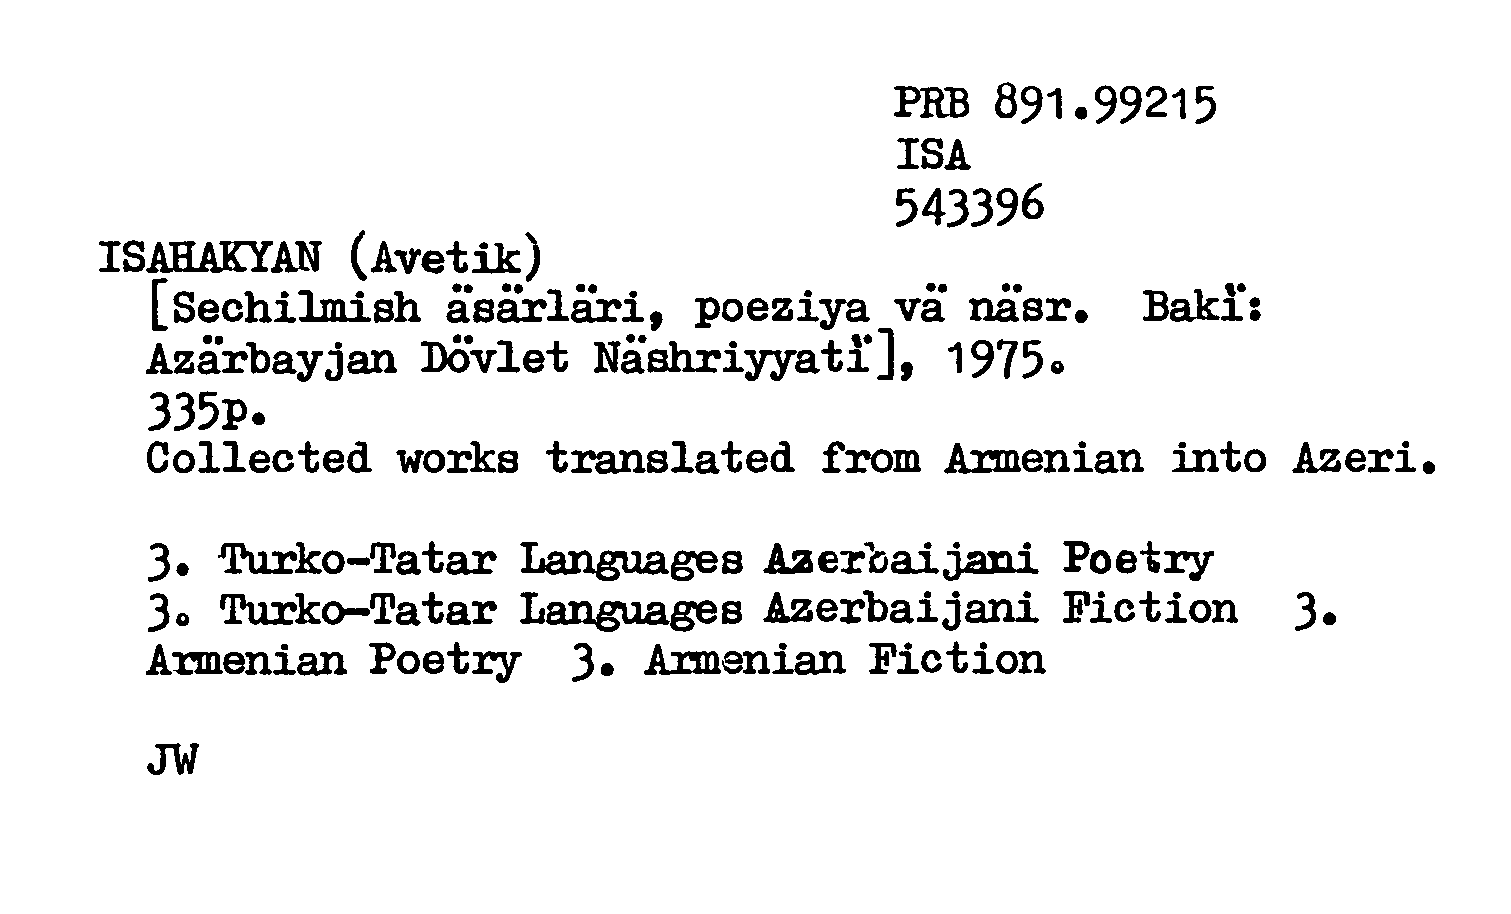 PRB 891.99215
ISA
543396
ISAHAKYAN (Avetik)
[Sechilmish äsärläri, poeziya vä näsr. Bakï:
Azärbayjan Dövlet Näshriyyatï], 1975.
335p.
Collected works translated from Armenian into Azeri.
3. Turko-Tatar Languages Azerbaijani Poetry
3. Turko-Tatar Languages Azerbaijani Fiction 3.
Armenian Poetry 3. Armenian Fiction
JW